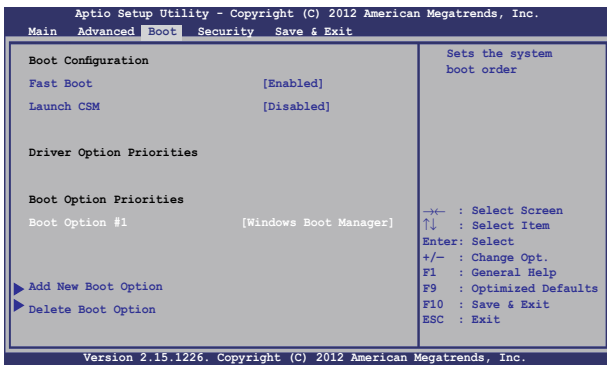 Aptio Setup Utility - Copyright (C) 2012 American Megatrends, Inc.
Main Advanced Boot Security Save & Exit
Boot Configuration
Fast Boot [Enabled]
Launch CSM [Disabled]
Driver Option Priorities
Boot Option Priorities
Boot Option #1 [Windows Boot Manager]
Add New Boot Option
Delete Boot Option
Sets the system
boot order
→← : Select Screen
↑↓ : Select Item
Enter: Select
+/— : Change Opt.
F1 : General Help
F9 : Optimized Defaults
F10 : Save & Exit
ESC : Exit
Version 2.15.1226. Copyright (C) 2012 American Megatrends, Inc.